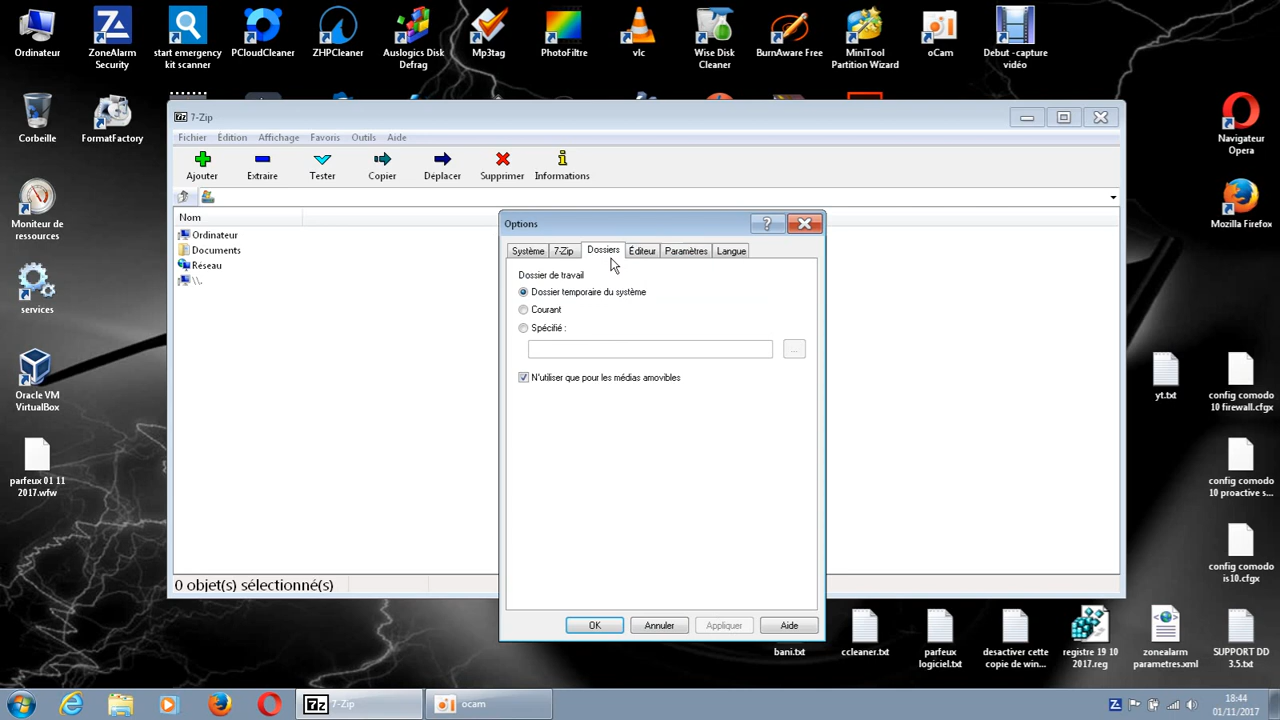 Ordinateur
ZoneAlarm
Security
start emergency
kit scanner
PCloudCleaner
ZHPCleaner
Auslogics Disk
Defrag
Mp3tag
PhotoFiltre
vlc
Wise Disk
Cleaner
BurnAware Free
MiniTool
Partition Wizard
oCam
Debut -capture
vidéo
Corbeille
FormatFactory
Moniteur de
ressources
services
Oracle VM
VirtualBox
parfeux 01 11
2017.wfw
7-Zip
Fichier Édition Affichage Favoris Outils Aide
Ajouter Extraire Tester Copier Déplacer Supprimer Informations
Nom
Ordinateur
Documents
Réseau
\\.
0 objet(s) sélectionné(s)
Options
Système 7-Zip Dossiers Éditeur Paramètres Langue
Dossier de travail
Dossier temporaire du système
Courant
Spécifié :
...
N'utiliser que pour les médias amovibles
OK Annuler Appliquer Aide
Navigateur
Opera
Mozilla Firefox
yt.txt
config comodo
10 firewall.cfgx
config comodo
10 proactive s...
config comodo
is10.cfgx
bani.txt
ccleaner.txt
parfeux
logiciel.txt
desactiver cette
copie de win...
registre 19 10
2017.reg
zonealarm
parametres.xml
SUPPORT DD
3.5.txt
7-Zip
ocam
18:44
01/11/2017